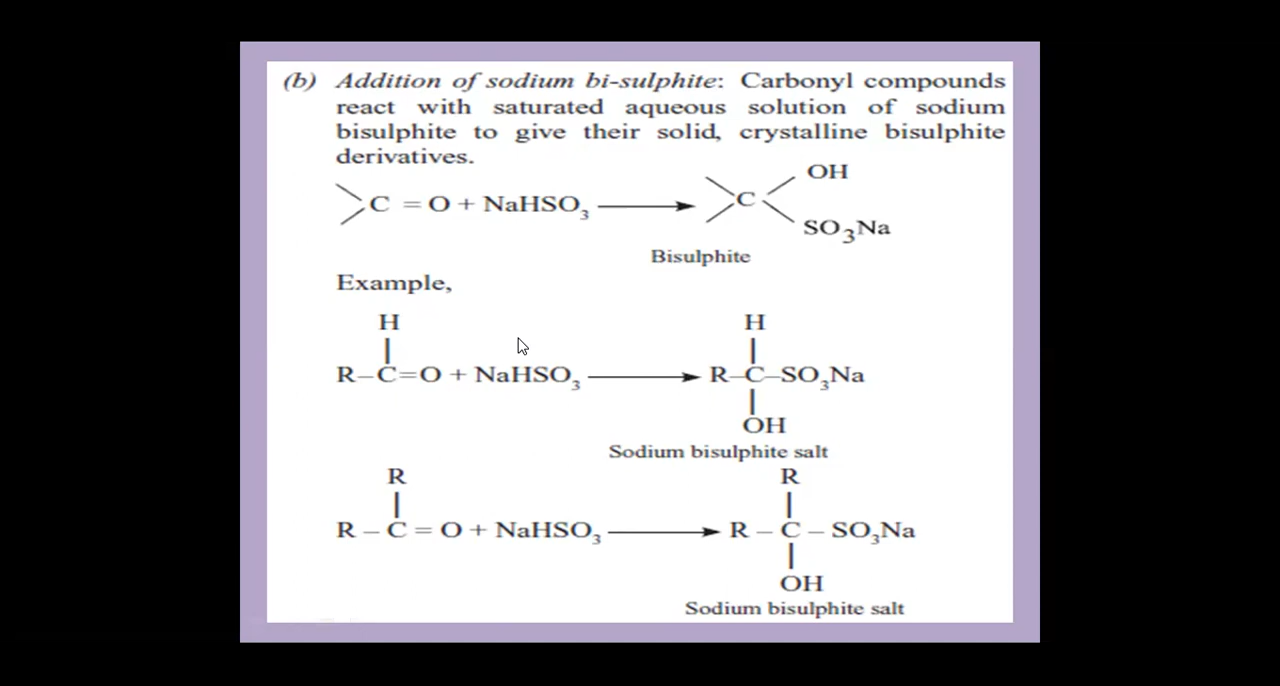 (b) Addition of sodium bi-sulphite: Carbonyl compounds
react with saturated aqueous solution of sodium
bisulphite to give their solid, crystalline bisulphite
derivatives.
OH
C = O + NaHSO₃ ⟶ C
SO₃Na
Bisulphite
Example,
H H
| |
R–C=O + NaHSO₃ ⟶ R–C–SO₃Na
|
OH
Sodium bisulphite salt
R R
| |
R – C = O + NaHSO₃ ⟶ R – C – SO₃Na
|
OH
Sodium bisulphite salt